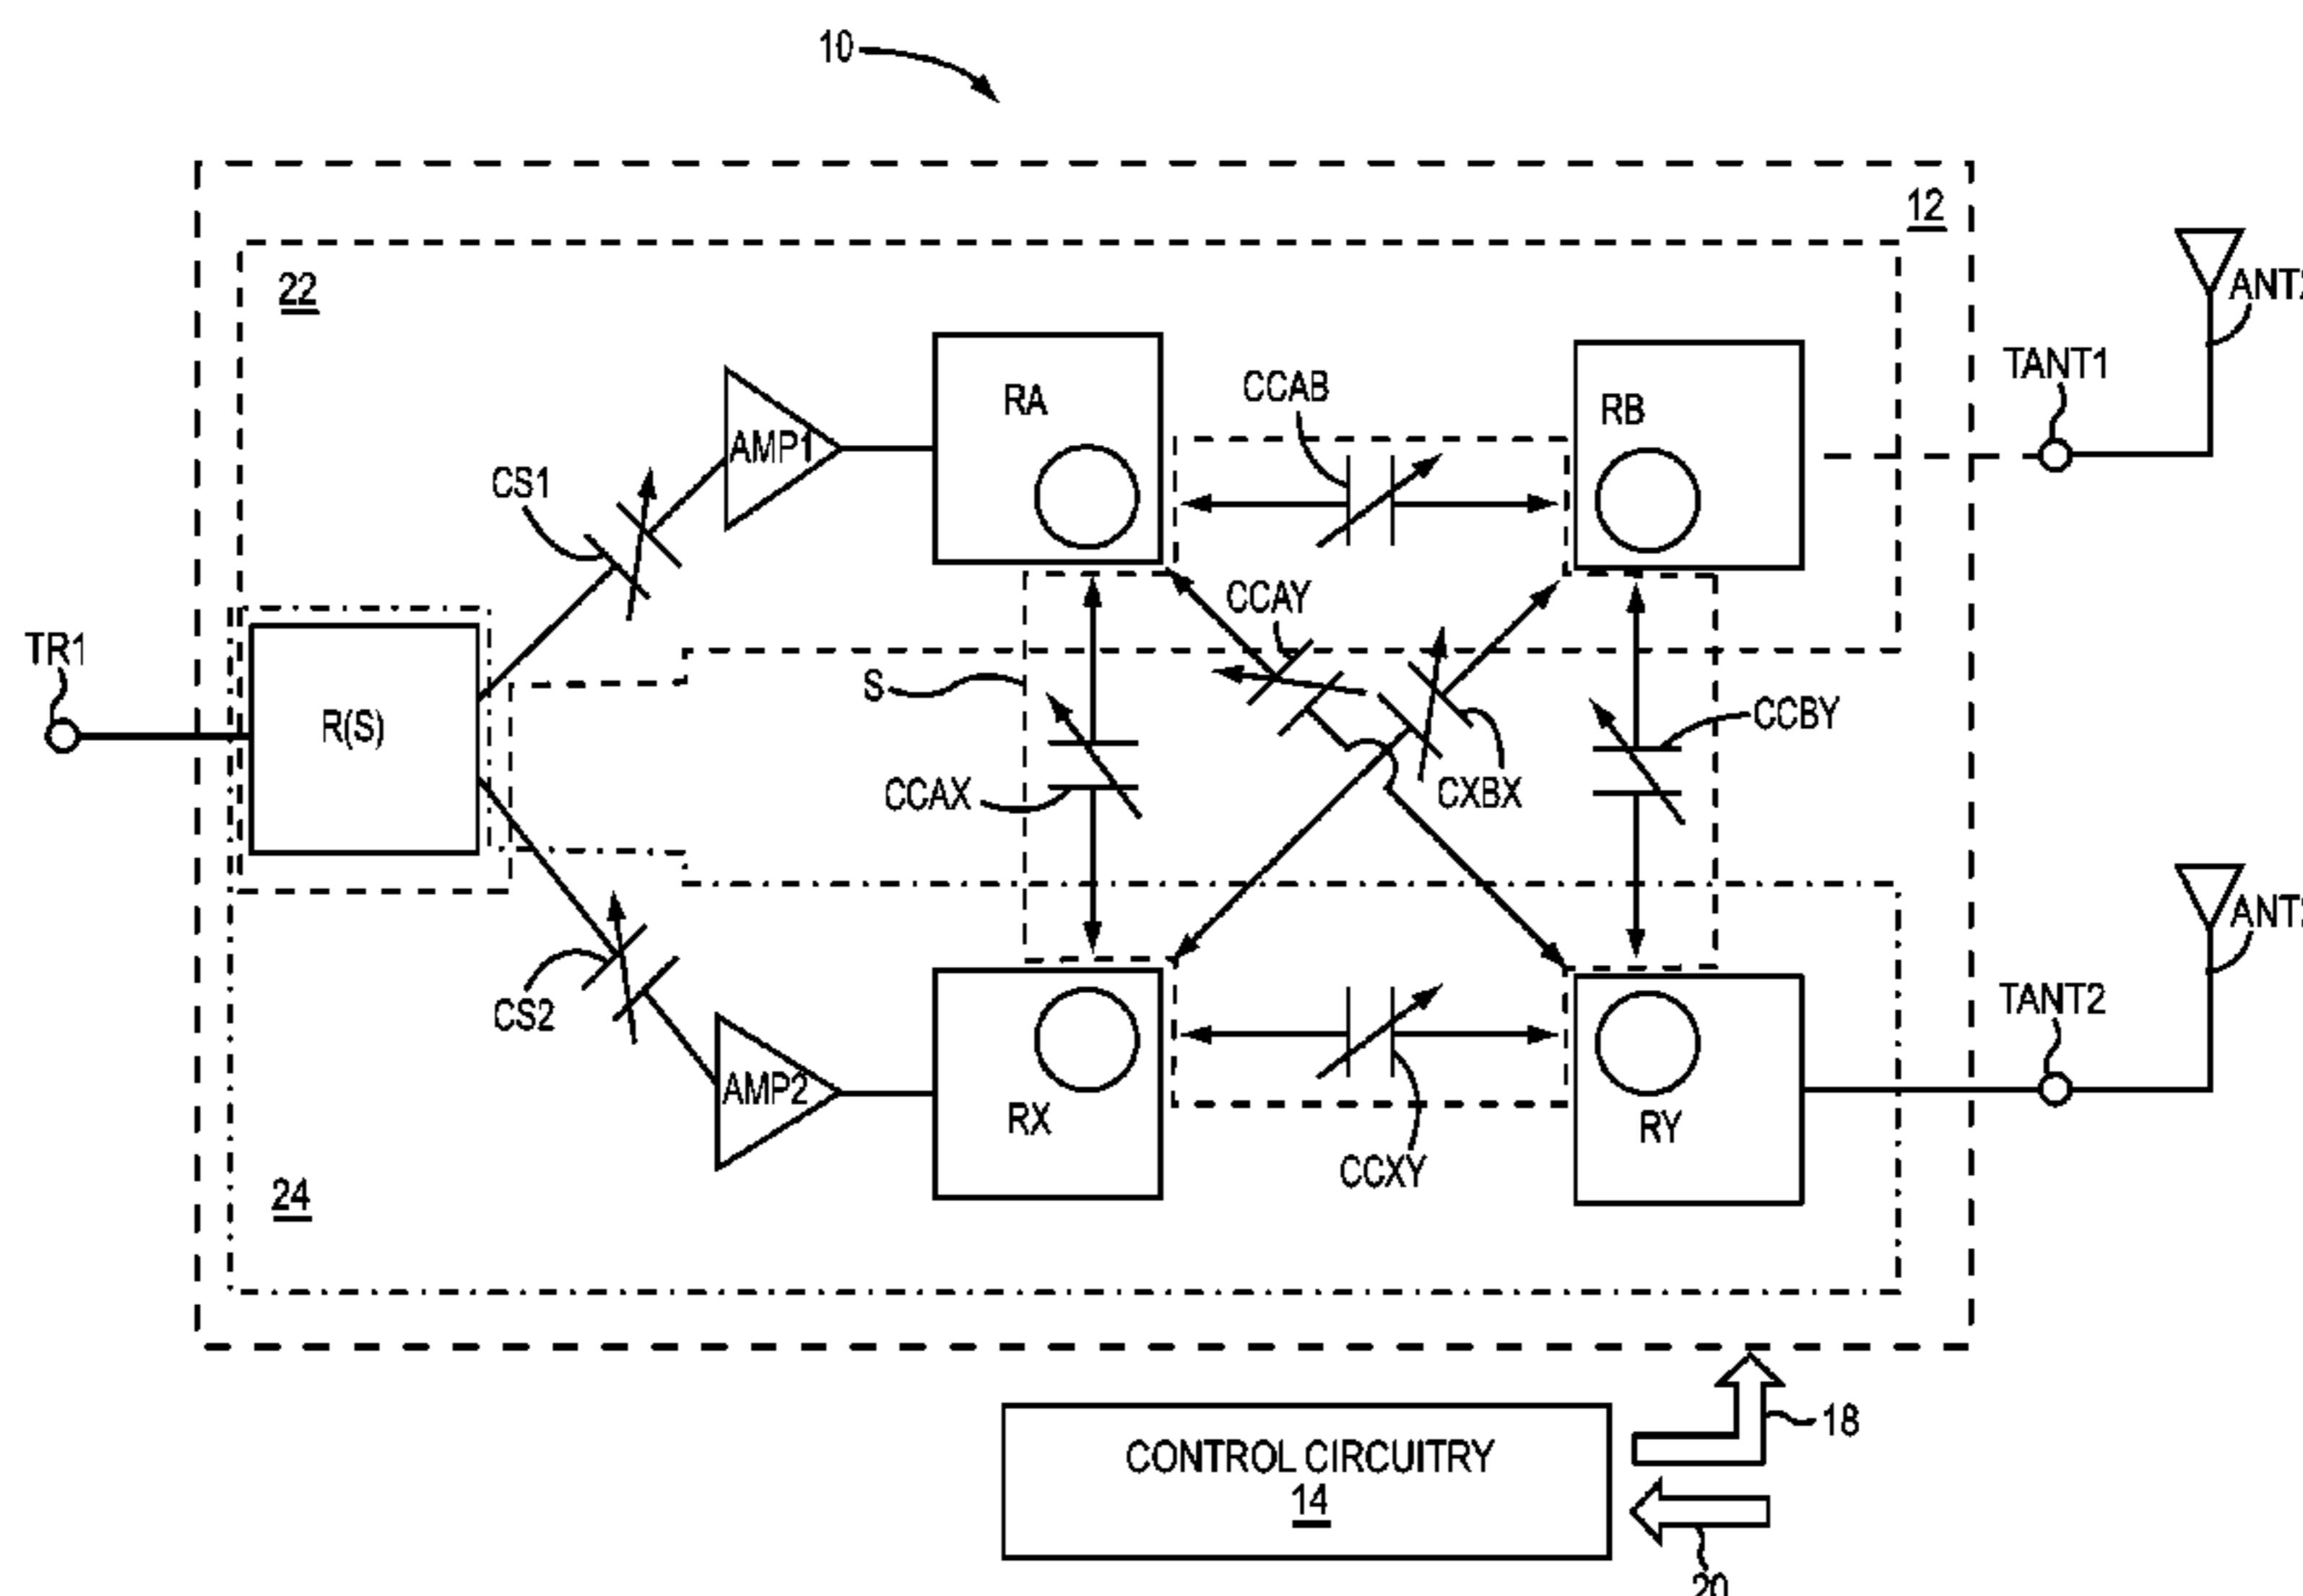 10
12
22
ANT
TANT1
RA
CCAB
RB
AMP1
CS1
CCAY
TR1
S
R(S)
CCBY
CCAX
CXBX
ANT
TANT2
CS2
AMP2
RX
RY
CCXY
24
18
CONTROL CIRCUITRY
14
20